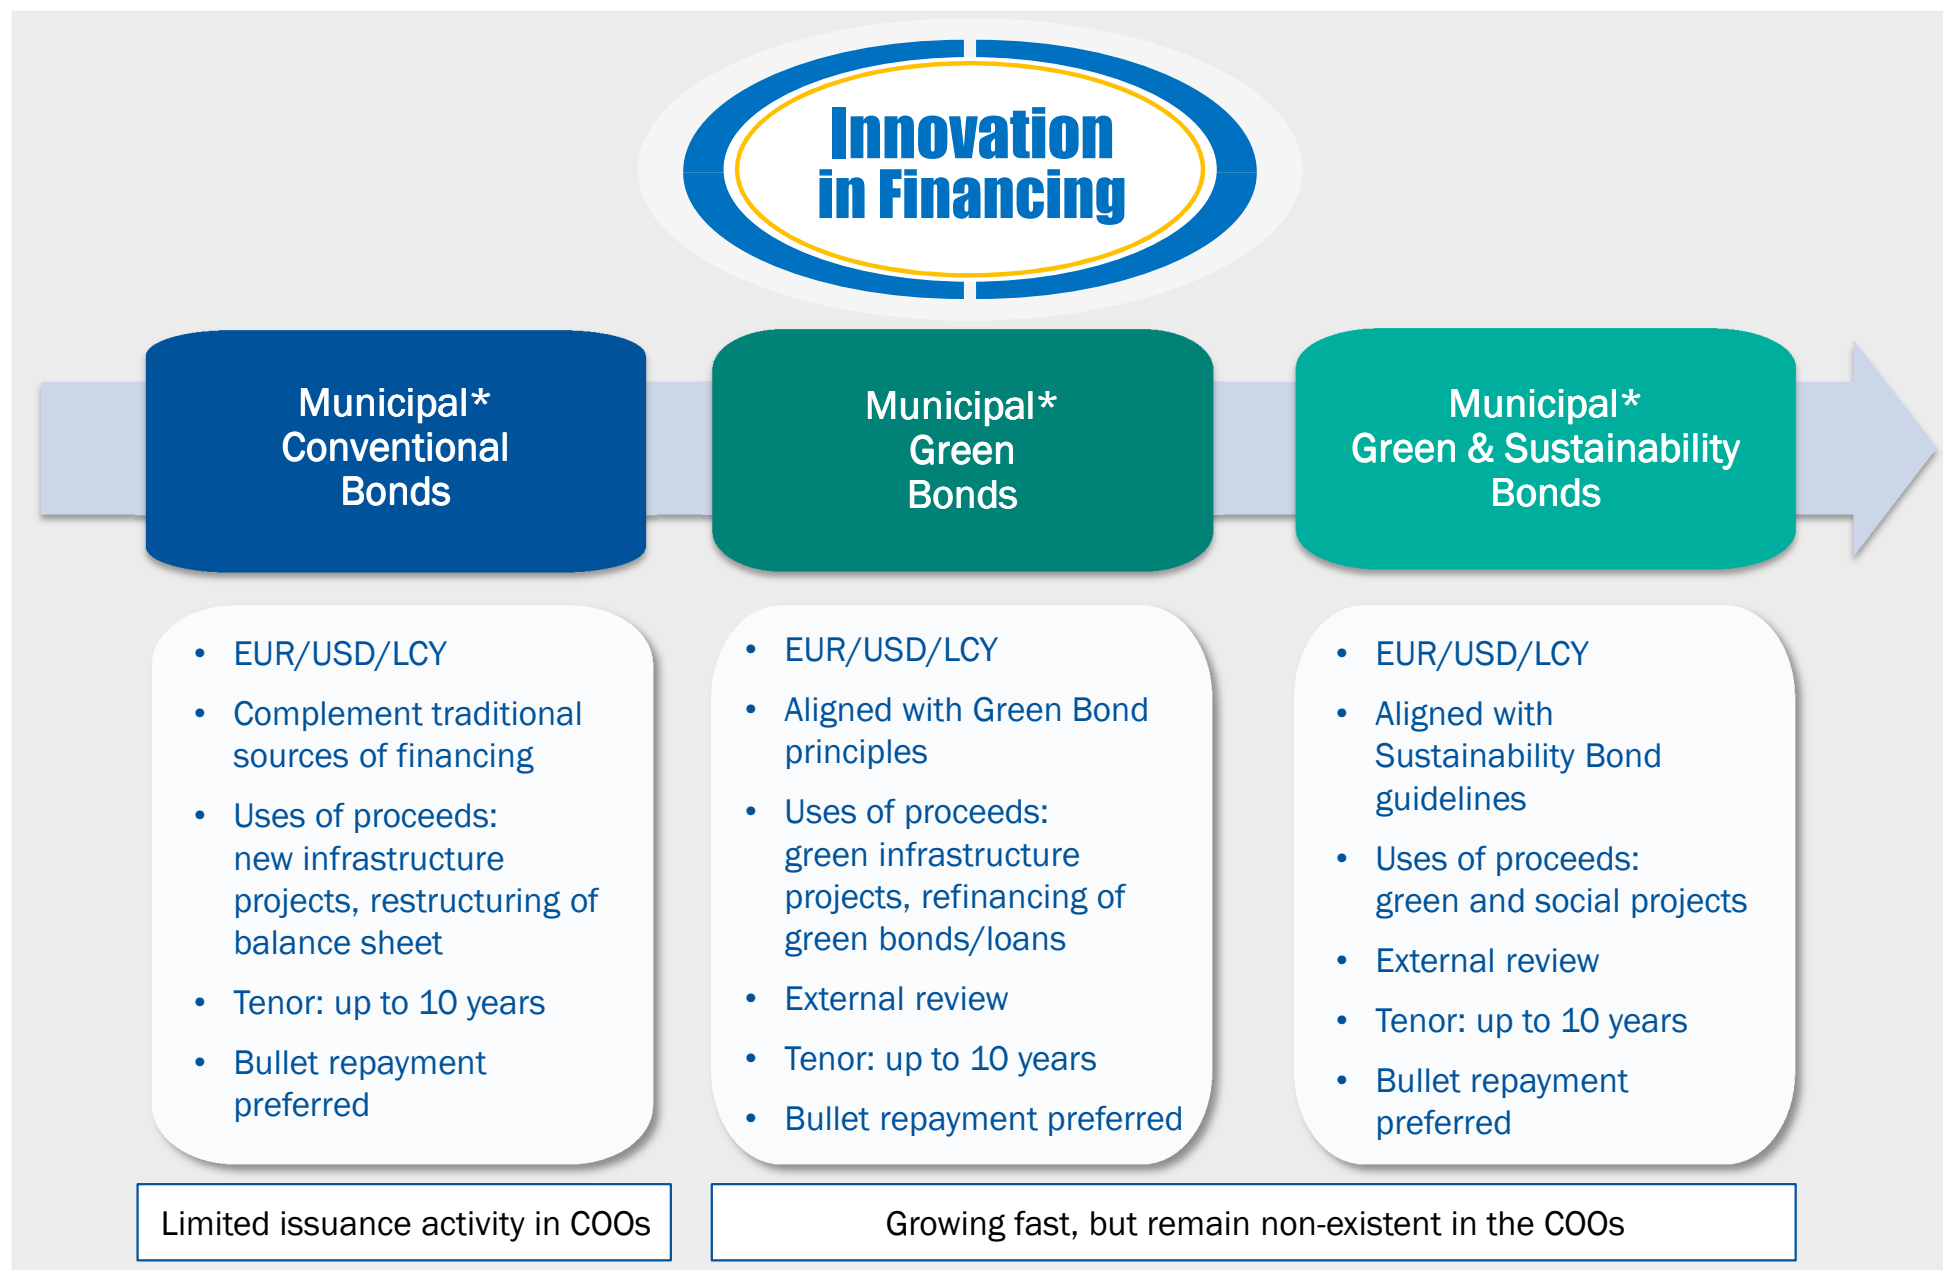 Innovation
in Financing
Municipal*
Conventional
Bonds
Municipal*
Green
Bonds
Municipal*
Green & Sustainability
Bonds
• EUR/USD/LCY
• Complement traditional
sources of financing
• Uses of proceeds:
new infrastructure
projects, restructuring of
balance sheet
• Tenor: up to 10 years
• Bullet repayment
preferred
• EUR/USD/LCY
• Aligned with Green Bond
principles
• Uses of proceeds:
green infrastructure
projects, refinancing of
green bonds/loans
• External review
• Tenor: up to 10 years
• Bullet repayment preferred
• EUR/USD/LCY
• Aligned with
Sustainability Bond
guidelines
• Uses of proceeds:
green and social projects
• External review
• Tenor: up to 10 years
• Bullet repayment
preferred
Limited issuance activity in COOs
Growing fast, but remain non-existent in the COOs